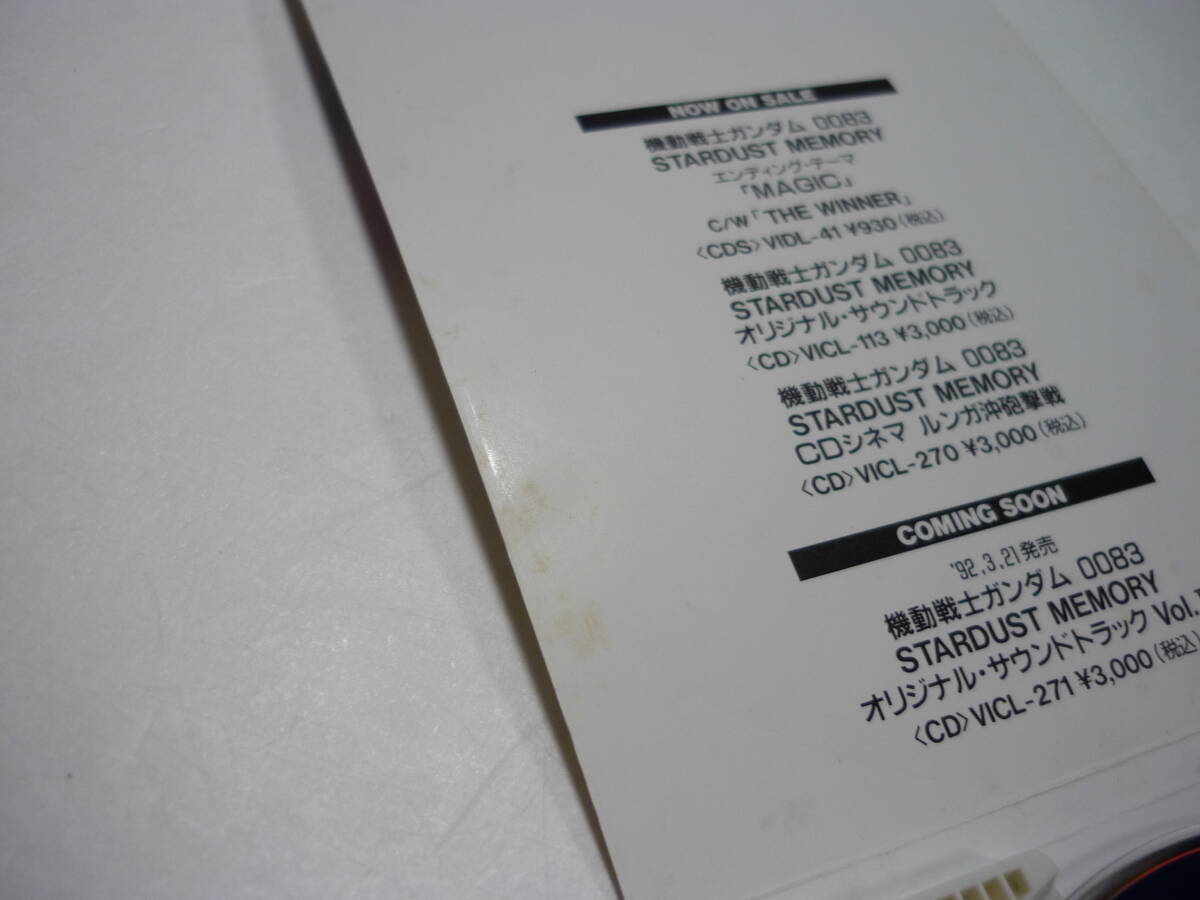 NOW ON SALE
機動戦士ガンダム 0083
STARDUST MEMORY
エンディング・テーマ
「MAGIC」
C/W「THE WINNER」
〈CDS〉VIDL-41 ¥930(税込)
機動戦士ガンダム 0083
STARDUST MEMORY
オリジナル・サウンドトラック
〈CD〉VICL-113 ¥3,000(税込)
機動戦士ガンダム 0083
STARDUST MEMORY
CDシネマ ルンガ沖砲撃戦
〈CD〉VICL-270 ¥3,000(税込)
COMING SOON
'92.3.21発売
機動戦士ガンダム 0083
STARDUST MEMORY
オリジナル・サウンドトラック Vol.
〈CD〉VICL-271 ¥3,000(税込)